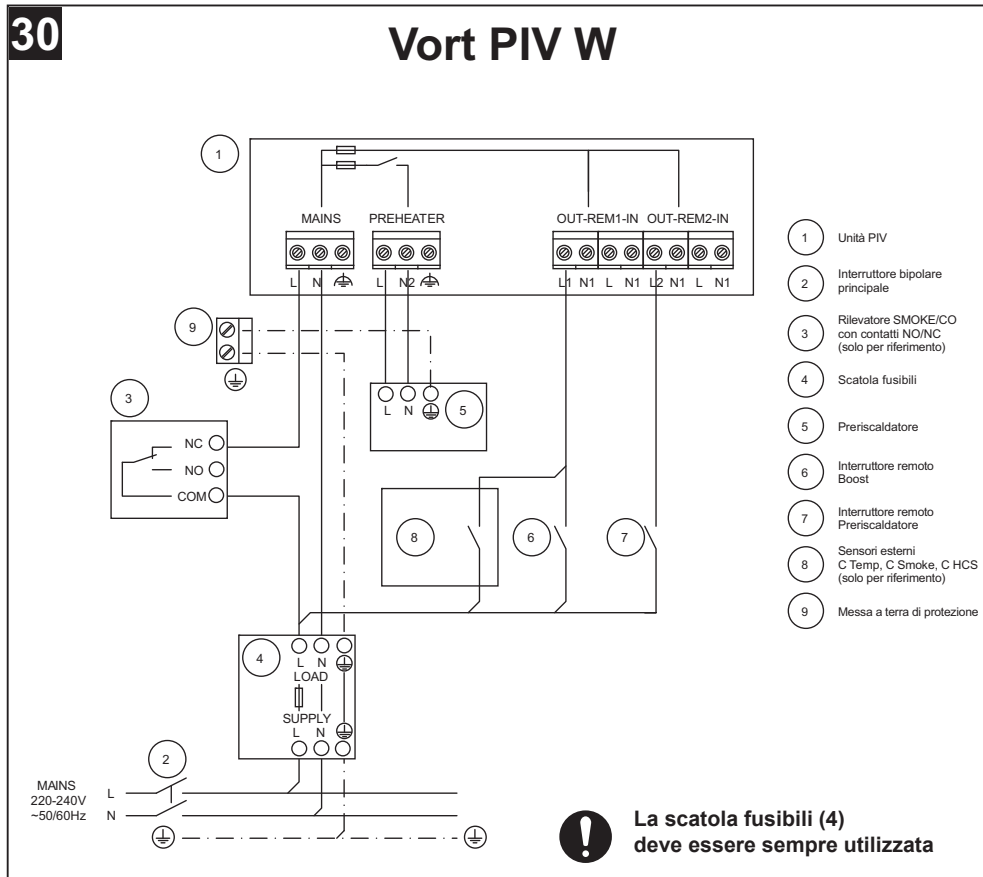 30
Vort PIV W
1
MAINS
PREHEATER
OUT-REM1-IN OUT-REM2-IN
L N
L N2
L1 N1 L N1 L2 N1 L N1
9
3
NC
NO
COM
L N
5
8
6
7
4
L N
LOAD
SUPPLY
L N
2
MAINS
220-240V
~50/60Hz
L
N
1 Unità PIV
2 Interruttore bipolare
principale
3 Rilevatore SMOKE/CO
con contatti NO/NC
(solo per riferimento)
4 Scatola fusibili
5 Preriscaldatore
6 Interruttore remoto
Boost
7 Interruttore remoto
Preriscaldatore
8 Sensori esterni
C Temp, C Smoke, C HCS
(solo per riferimento)
9 Messa a terra di protezione
La scatola fusibili (4)
deve essere sempre utilizzata